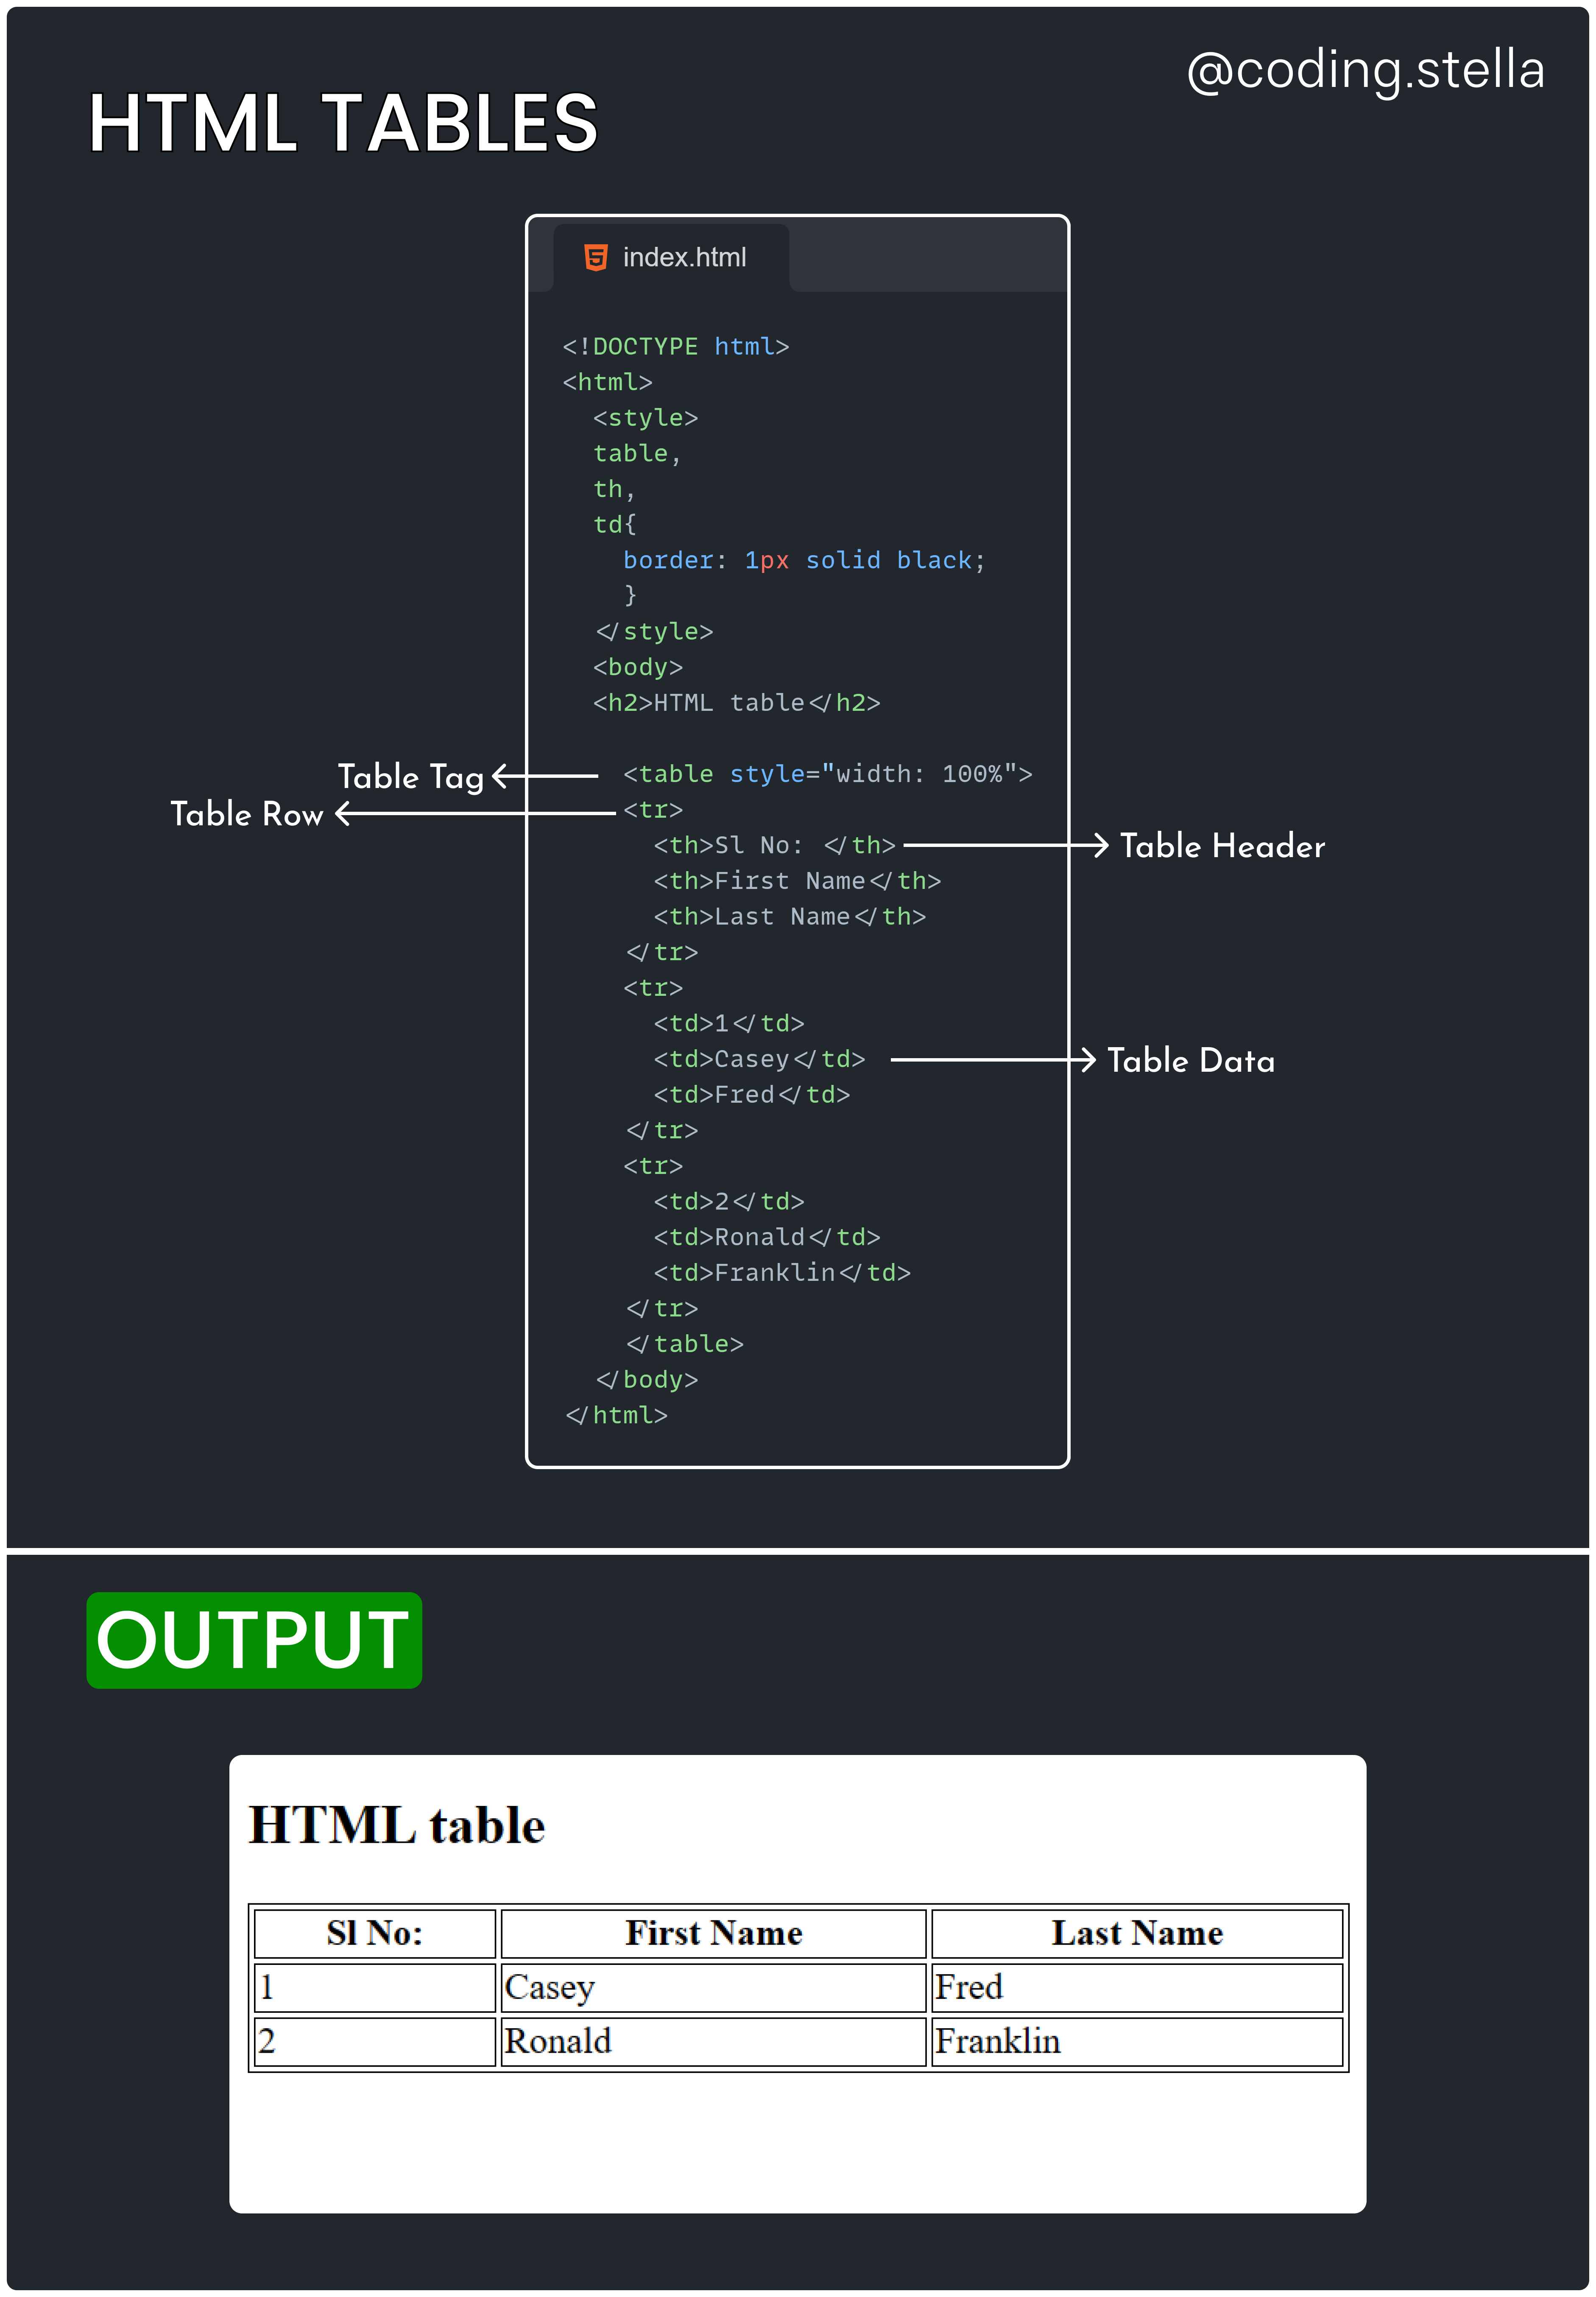 @coding.stella
HTML TABLES
index.html
<!DOCTYPE html>
<html>
<style>
table,
th,
td{
border: 1px solid black;
}
</style>
<body>
<h2>HTML table</h2>
Table Tag
<table style="width: 100%">
Table Row
<tr>
<th>Sl No: </th>
Table Header
<th>First Name</th>
<th>Last Name</th>
</tr>
<tr>
<td>1</td>
<td>Casey</td>
Table Data
<td>Fred</td>
</tr>
<tr>
<td>2</td>
<td>Ronald</td>
<td>Franklin</td>
</tr>
</table>
</body>
</html>
OUTPUT
HTML table
Sl No: First Name Last Name
1 Casey Fred
2 Ronald Franklin